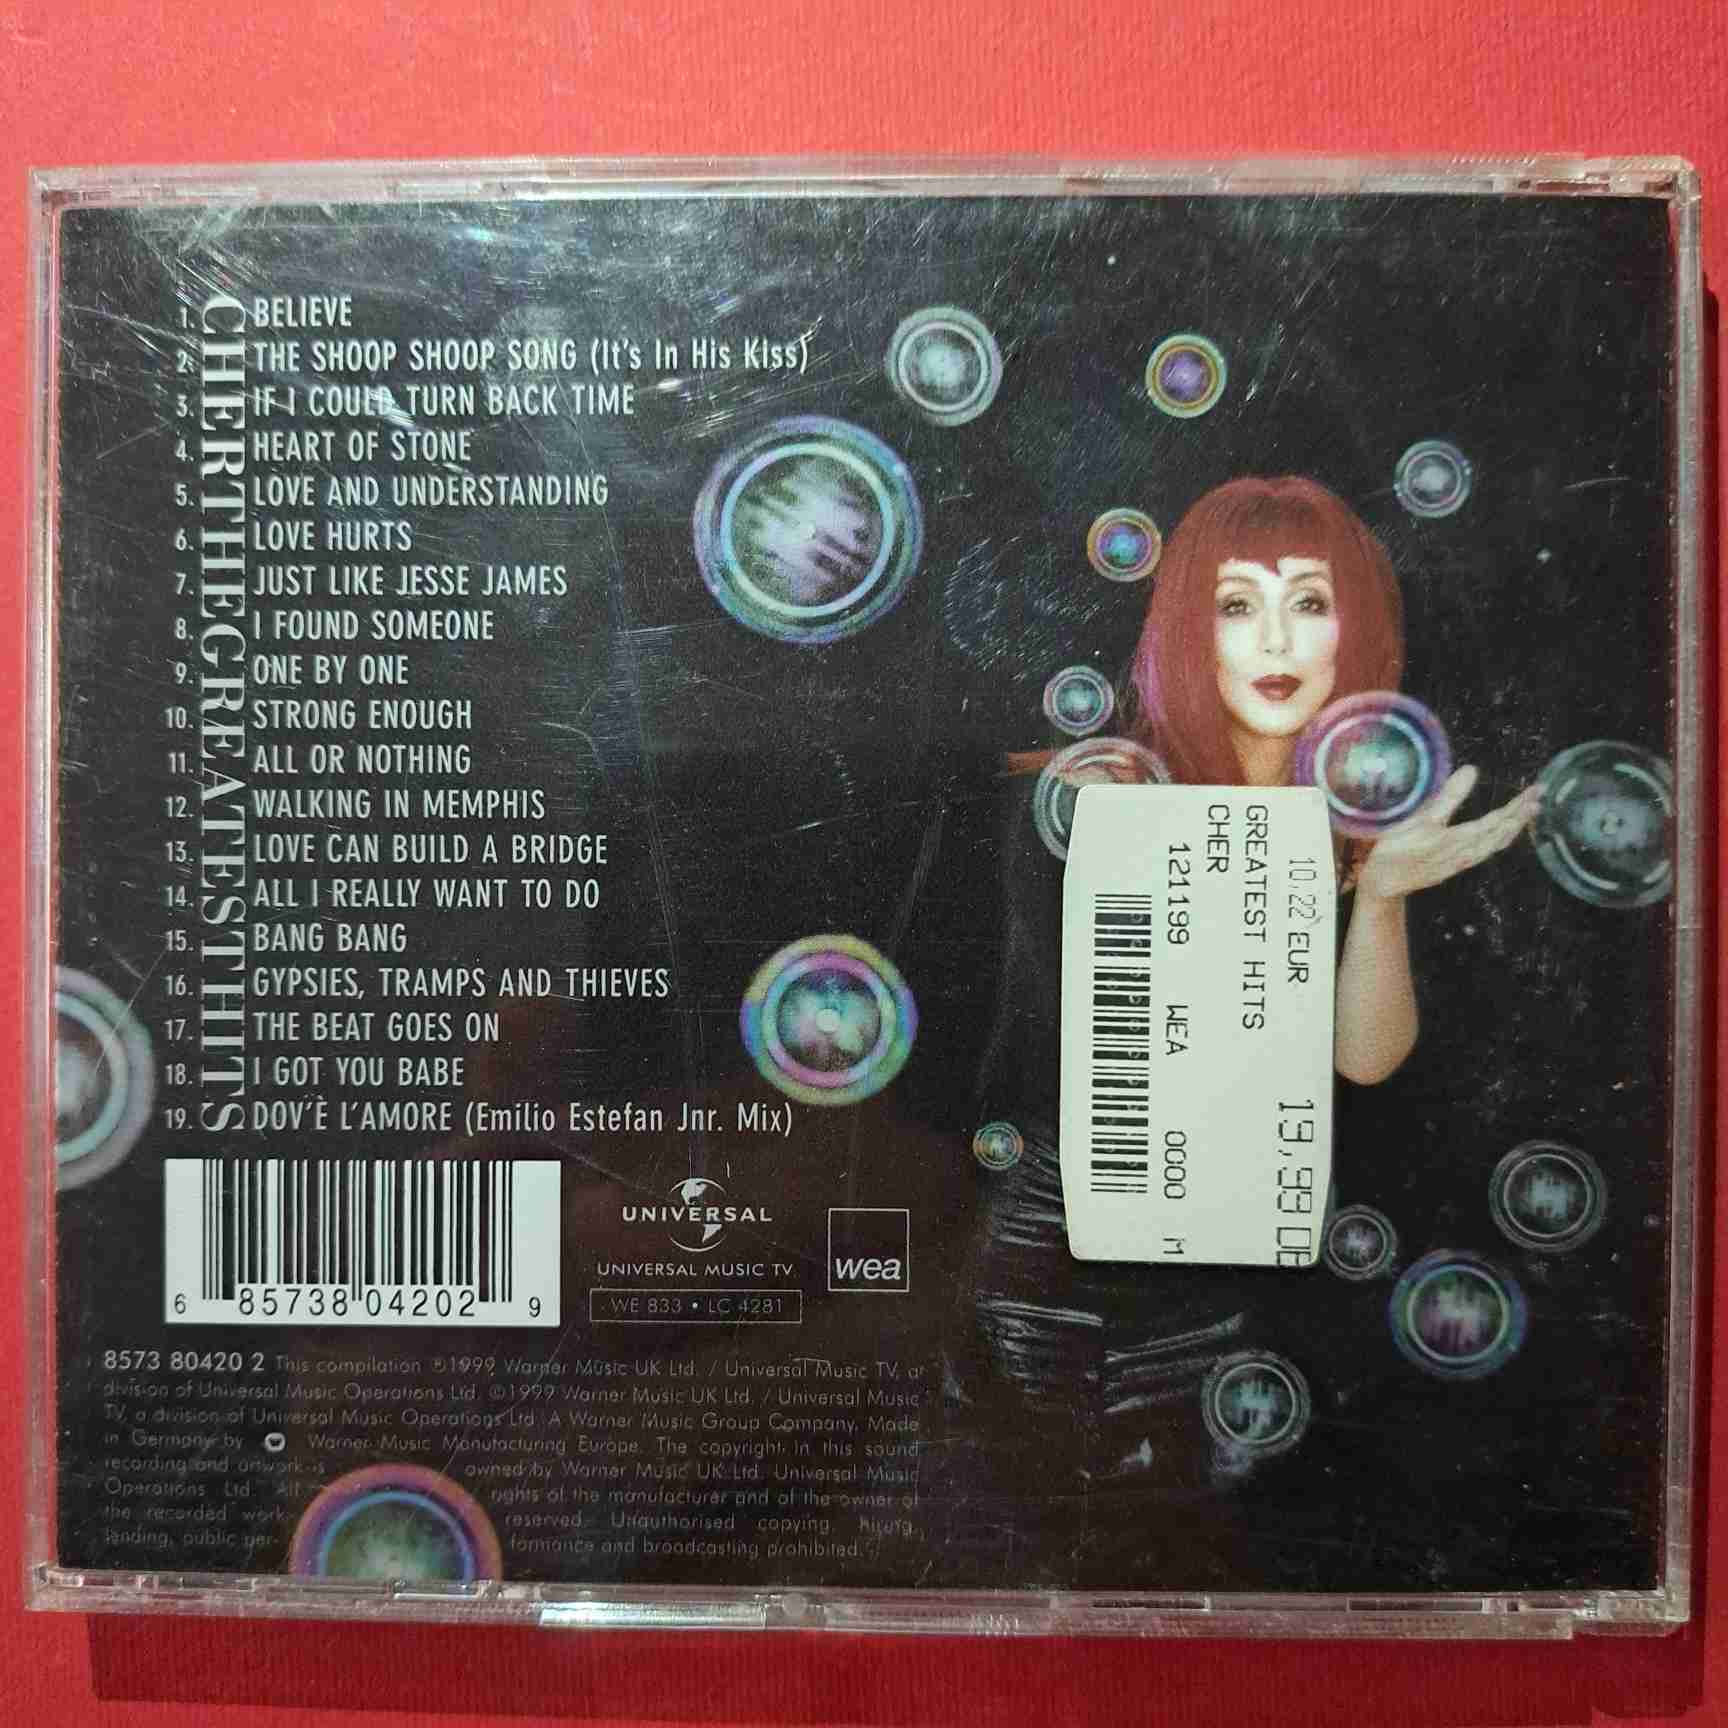 1. BELIEVE
2. THE SHOOP SHOOP SONG (It's In His Kiss)
3. IF I COULD TURN BACK TIME
4. HEART OF STONE
5. LOVE AND UNDERSTANDING
6. LOVE HURTS
7. JUST LIKE JESSE JAMES
8. I FOUND SOMEONE
9. ONE BY ONE
10. STRONG ENOUGH
11. ALL OR NOTHING
12. WALKING IN MEMPHIS
13. LOVE CAN BUILD A BRIDGE
14. ALL I REALLY WANT TO DO
15. BANG BANG
16. GYPSIES, TRAMPS AND THIEVES
17. THE BEAT GOES ON
18. I GOT YOU BABE
19. DOV'È L'AMORE (Emilio Estefan Jnr. Mix)
CHERTHEGREATESTHITS
6 85738 04202 9
UNIVERSAL
UNIVERSAL MUSIC TV
WE 833 • LC 4281
wea
10,22 EUR 19,99 DE
GREATEST HITS
CHER
121199 WEA 0000 M
8573 80420 2 This compilation ℗1999 Warner Music UK Ltd. / Universal Music TV, a
division of Universal Music Operations Ltd. ©1999 Warner Music UK Ltd. / Universal Music
TV, a division of Universal Music Operations Ltd. A Warner Music Group Company. Made
in Germany by Warner Music Manufacturing Europe. The copyright in this sound
recording and artwork is owned by Warner Music UK Ltd. Universal Music
Operations Ltd. All rights of the manufacturer and of the owner of
the recorded work reserved. Unauthorised copying, hiring,
lending, public performance and broadcasting prohibited.